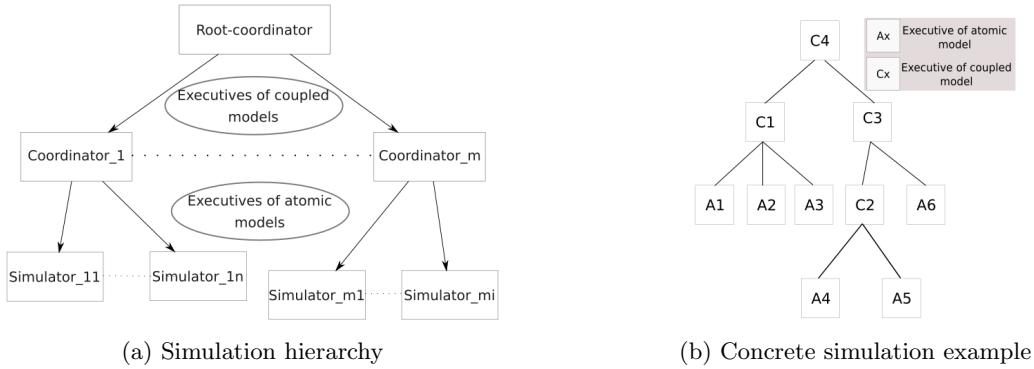 Root-coordinator
Executives of coupled
models
Coordinator_1
Coordinator_m
Executives of atomic
models
Simulator_11
Simulator_1n
Simulator_m1
Simulator_mi
(a) Simulation hierarchy
C4
Ax
Executive of atomic
model
Cx
Executive of coupled
model
C1
C3
A1
A2
A3
C2
A6
A4
A5
(b) Concrete simulation example